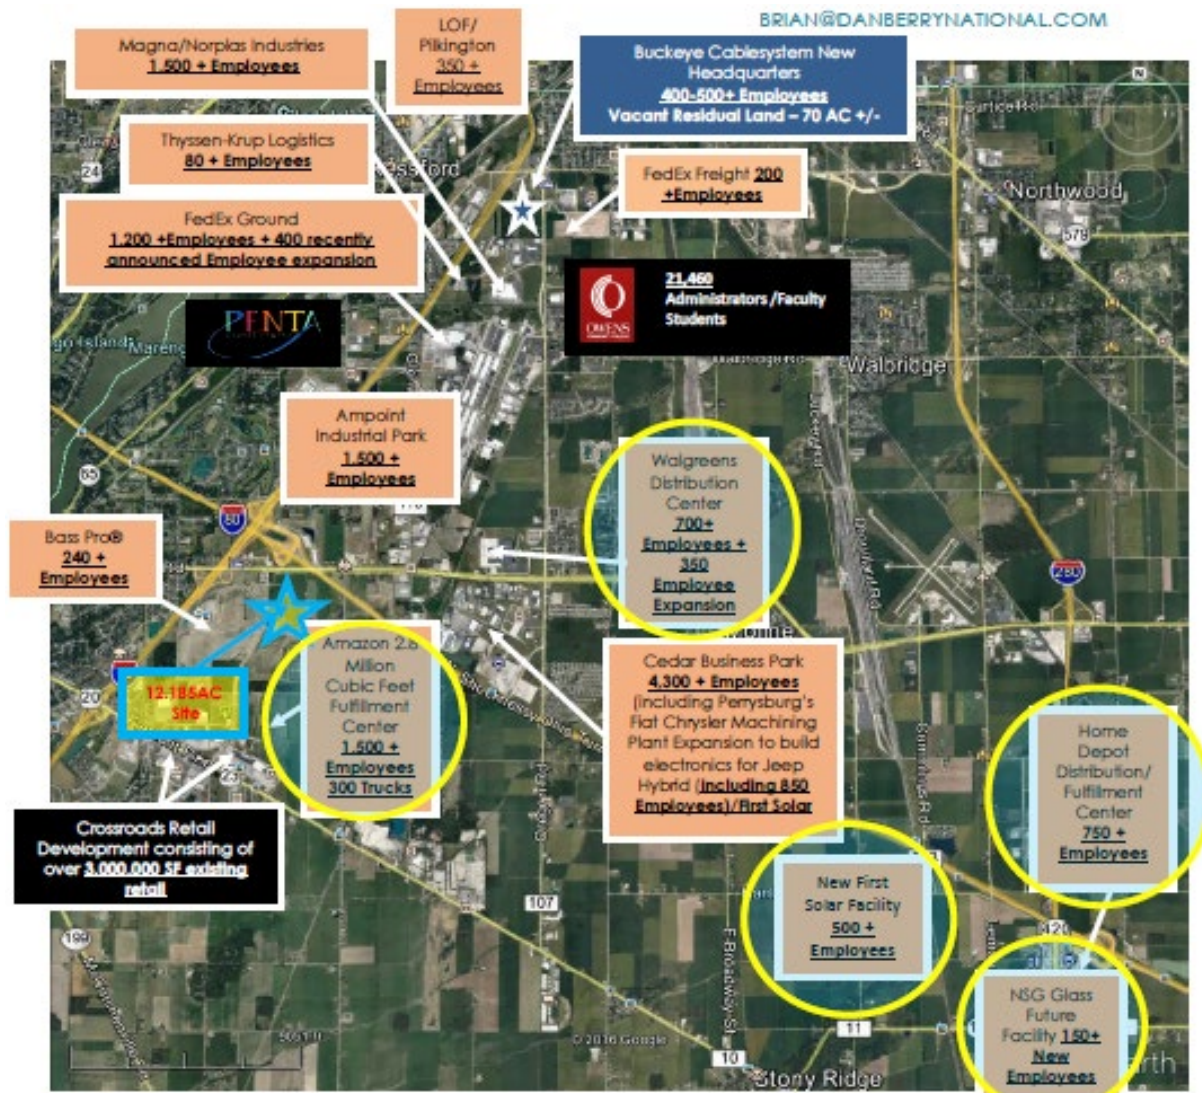 BRIAN@DANBERRYNATIONAL.COM
Magna/Norplas Industries
1,500 + Employees
LOF/
Pilkington
350 +
Employees
Buckeye Cablesystem New
Headquarters
400-500+ Employees
Vacant Residual Land – 70 AC +/-
N
24
Thyssen-Krup Logistics
80 + Employees
FedEx Freight 200
+Employees
Northwood
579
FedEx Ground
1,200 +Employees + 400 recently
announced Employee expansion
PENTA
OWENS
21,460
Administrators /Faculty
Students
Walbridge
Ampoint
Industrial Park
1,500 +
Employees
65
80
Walgreens
Distribution
Center
700+
Employees +
350
Employee
Expansion
280
Bass Pro®
240 +
Employees
20
12.185AC
Site
Amazon 2.8
Million
Cubic Feet
Fulfillment
Center
1,500 +
Employees
300 Trucks
Cedar Business Park
4,300 + Employees
(including Perrysburg's
Fiat Chrysler Machining
Plant Expansion to build
electronics for Jeep
Hybrid (including 850
Employees)/First Solar
Home
Depot
Distribution/
Fulfillment
Center
750 +
Employees
Crossroads Retail
Development consisting of
over 3,000,000 SF existing
retail
New First
Solar Facility
500 +
Employees
107
199
420
E Broadway St
NSG Glass
Future
Facility 150+
New
Employees
11
© 2016 Google
10
Stony Ridge